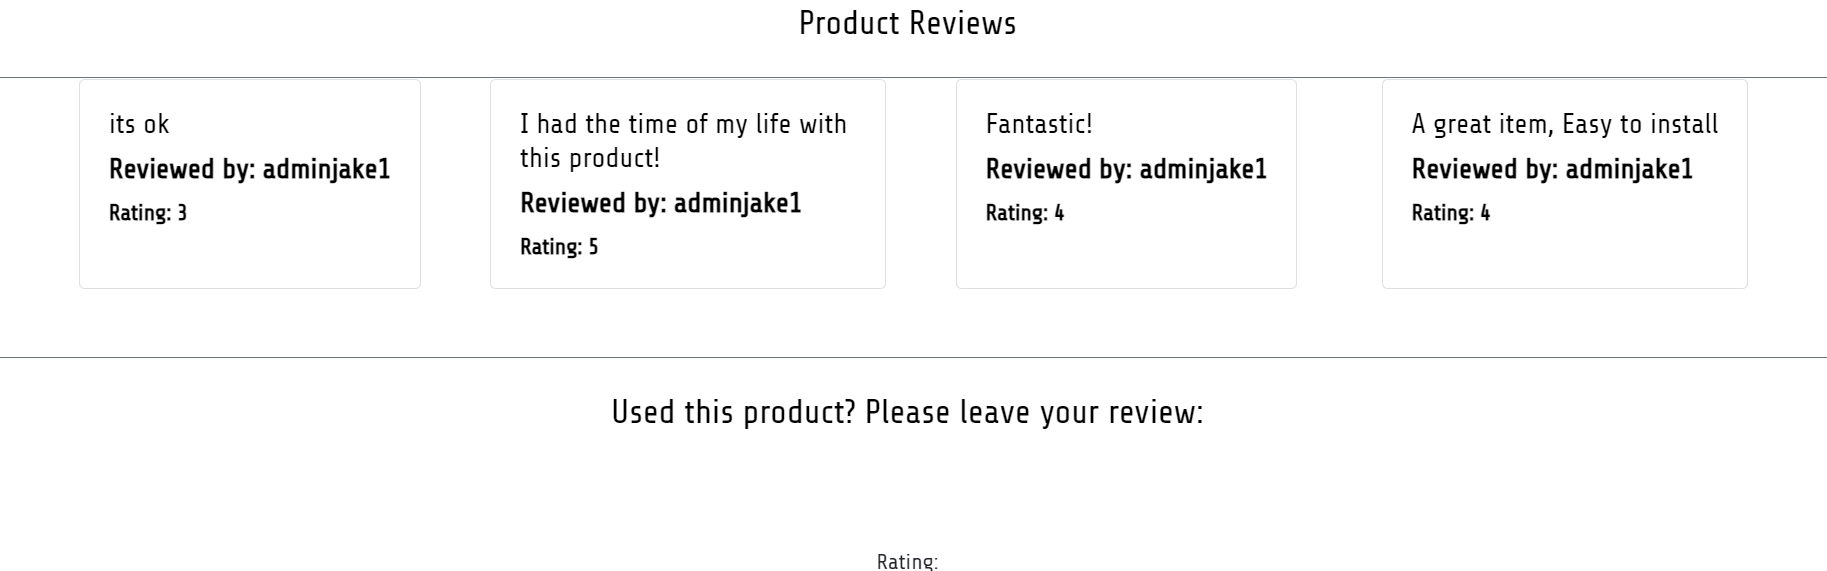 Product Reviews
its ok
Reviewed by: adminjake1
Rating: 3
I had the time of my life with
this product!
Reviewed by: adminjake1
Rating: 5
Fantastic!
Reviewed by: adminjake1
Rating: 4
A great item, Easy to install
Reviewed by: adminjake1
Rating: 4
Used this product? Please leave your review:
Rating: